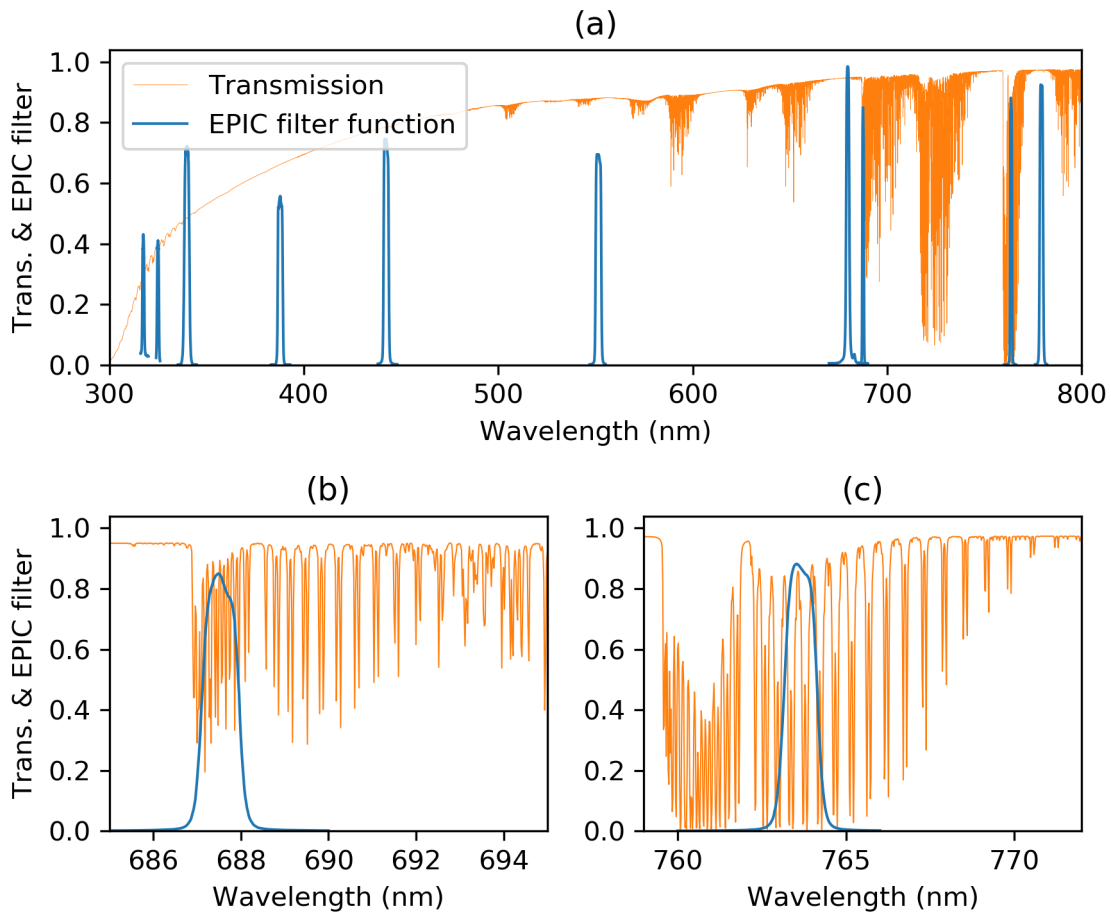 (a)
Trans. & EPIC filter
1.0
0.8
0.6
0.4
0.2
0.0
Transmission
EPIC filter function
300 400 500 600 700 800
Wavelength (nm)
(b)
Trans. & EPIC filter
1.0
0.8
0.6
0.4
0.2
0.0
686 688 690 692 694
Wavelength (nm)
(c)
1.0
0.8
0.6
0.4
0.2
0.0
760 765 770
Wavelength (nm)